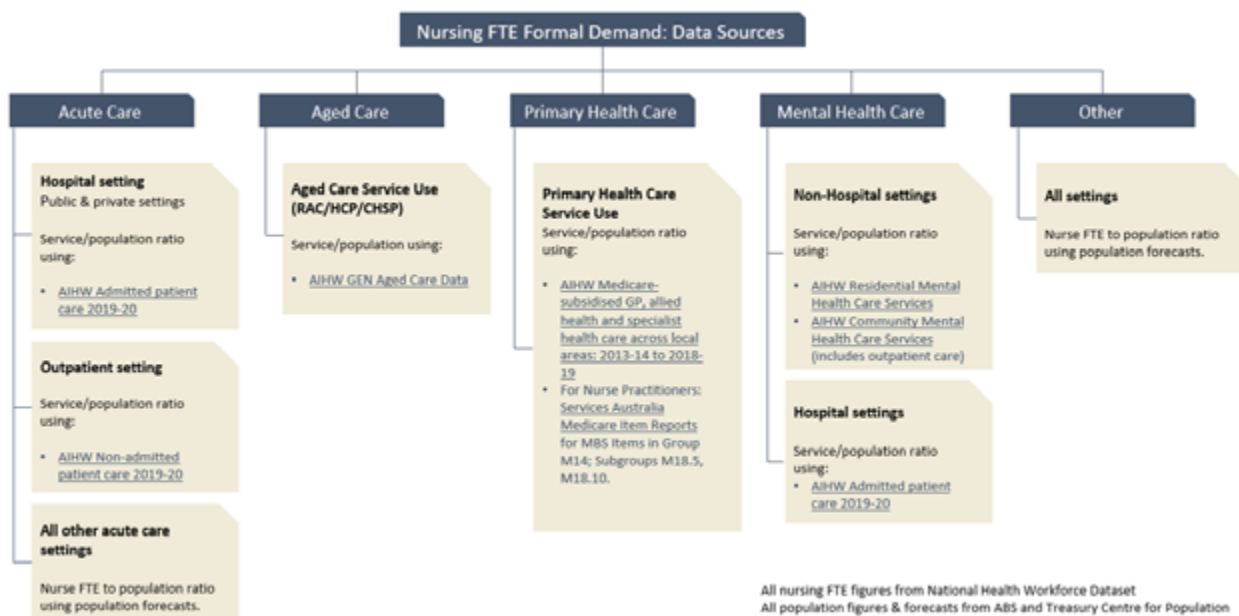 Nursing FTE Formal Demand: Data Sources
Acute Care
Hospital setting
Public & private settings
Service/population ratio
using:
• AIHW Admitted patient
care 2019-20
Outpatient setting
Service/population ratio
using:
• AIHW Non-admitted
patient care 2019-20
All other acute care
settings
Nurse FTE to population ratio
using population forecasts.
Aged Care
Aged Care Service Use
(RAC/HCP/CHSP)
Service/population using:
• AIHW GEN Aged Care Data
Primary Health Care
Primary Health Care
Service Use
Service/population ratio
using:
• AIHW Medicare-
subsidised GP, allied
health and specialist
health care across local
areas: 2013-14 to 2018-
19
• For Nurse Practitioners:
Services Australia
Medicare Item Reports
for MBS Items in Group
M14; Subgroups M18.5,
M18.10.
Mental Health Care
Non-Hospital settings
Service/population ratio
using:
• AIHW Residential Mental
Health Care Services
• AIHW Community Mental
Health Care Services
(includes outpatient care)
Hospital settings
Service/population ratio
using:
• AIHW Admitted patient
care 2019-20
Other
All settings
Nurse FTE to population ratio
using population forecasts.
All nursing FTE figures from National Health Workforce Dataset
All population figures & forecasts from ABS and Treasury Centre for Population